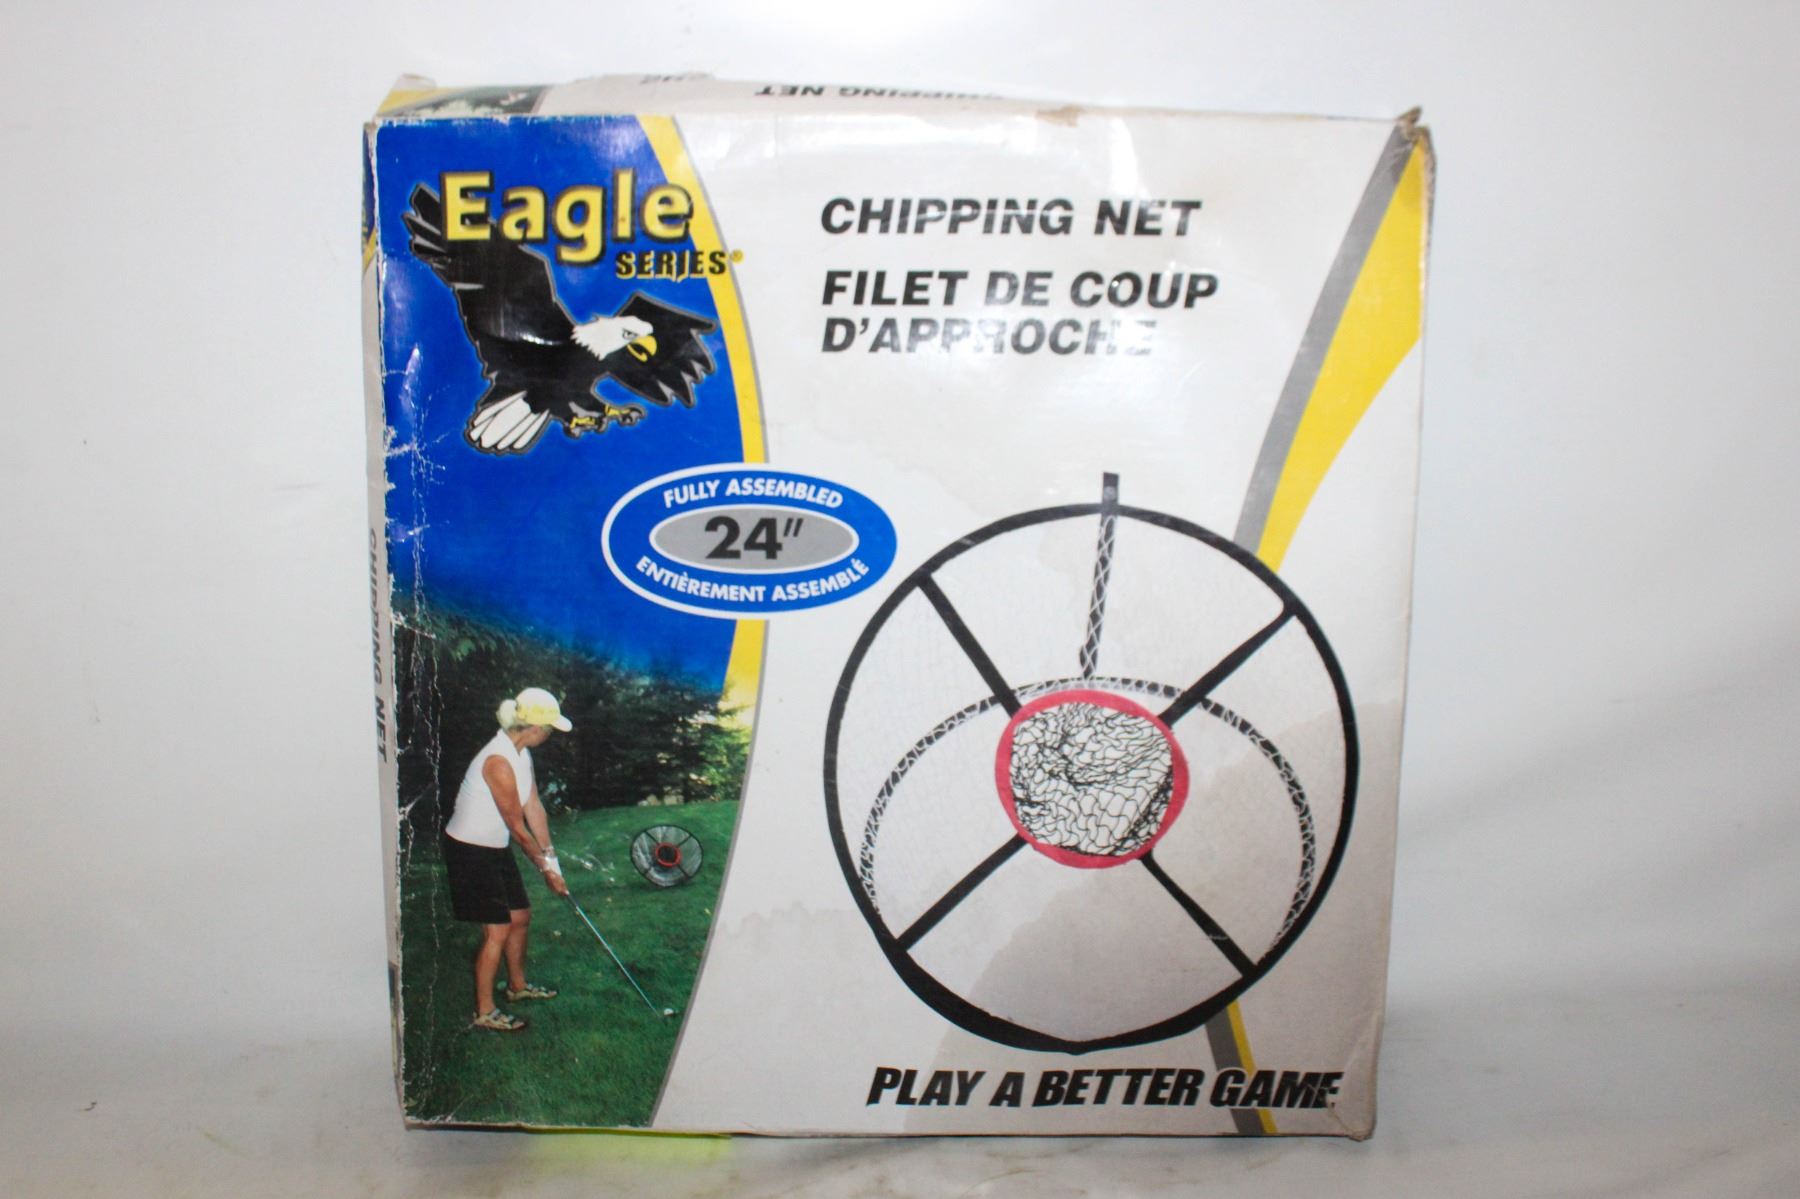 CHIPPING NET
Eagle
SERIES®
CHIPPING NET
FILET DE COUP
D'APPROCHE
FULLY ASSEMBLED
24"
ENTIÈREMENT ASSEMBLÉ
CHIPPING NET
PLAY A BETTER GAME